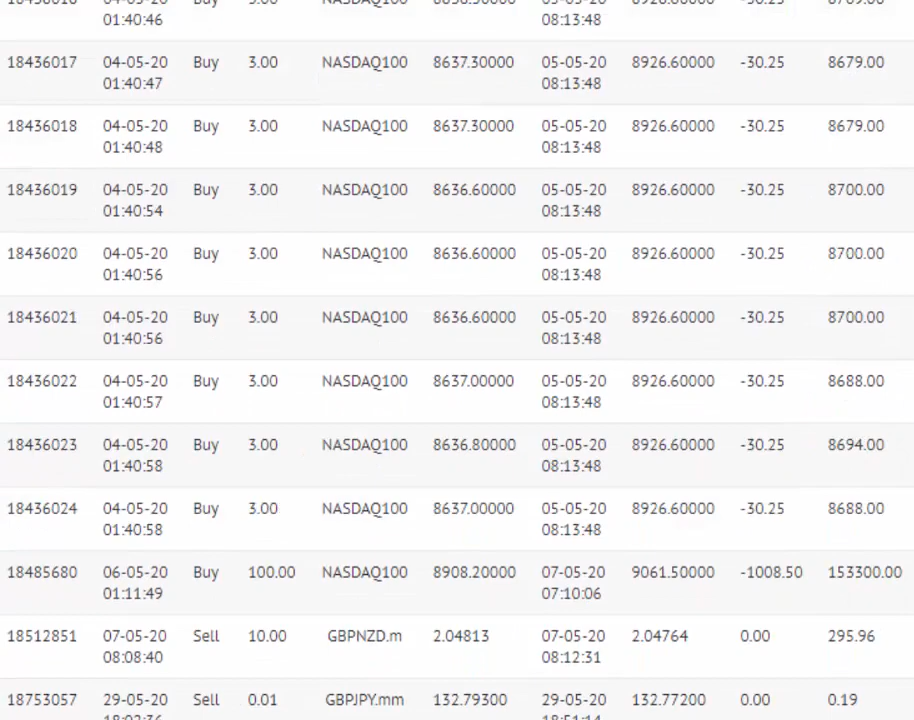 01:40:46 08:13:48
18436017 04-05-20 Buy 3.00 NASDAQ100 8637.30000 05-05-20 8926.60000 -30.25 8679.00
01:40:47 08:13:48
18436018 04-05-20 Buy 3.00 NASDAQ100 8637.30000 05-05-20 8926.60000 -30.25 8679.00
01:40:48 08:13:48
18436019 04-05-20 Buy 3.00 NASDAQ100 8636.60000 05-05-20 8926.60000 -30.25 8700.00
01:40:54 08:13:48
18436020 04-05-20 Buy 3.00 NASDAQ100 8636.60000 05-05-20 8926.60000 -30.25 8700.00
01:40:56 08:13:48
18436021 04-05-20 Buy 3.00 NASDAQ100 8636.60000 05-05-20 8926.60000 -30.25 8700.00
01:40:56 08:13:48
18436022 04-05-20 Buy 3.00 NASDAQ100 8637.00000 05-05-20 8926.60000 -30.25 8688.00
01:40:57 08:13:48
18436023 04-05-20 Buy 3.00 NASDAQ100 8636.80000 05-05-20 8926.60000 -30.25 8694.00
01:40:58 08:13:48
18436024 04-05-20 Buy 3.00 NASDAQ100 8637.00000 05-05-20 8926.60000 -30.25 8688.00
01:40:58 08:13:48
18485680 06-05-20 Buy 100.00 NASDAQ100 8908.20000 07-05-20 9061.50000 -1008.50 153300.00
01:11:49 07:10:06
18512851 07-05-20 Sell 10.00 GBPNZD.m 2.04813 07-05-20 2.04764 0.00 295.96
08:08:40 08:12:31
18753057 29-05-20 Sell 0.01 GBPJPY.mm 132.79300 29-05-20 132.77200 0.00 0.19